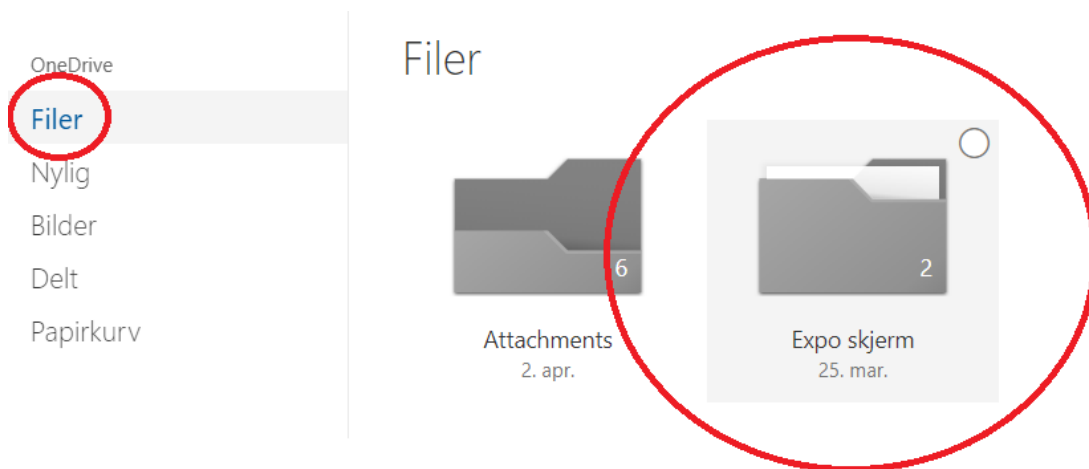 OneDrive
Filer
Nylig
Bilder
Delt
Papirkurv
Filer
6
Attachments
2. apr.
2
Expo skjerm
25. mar.